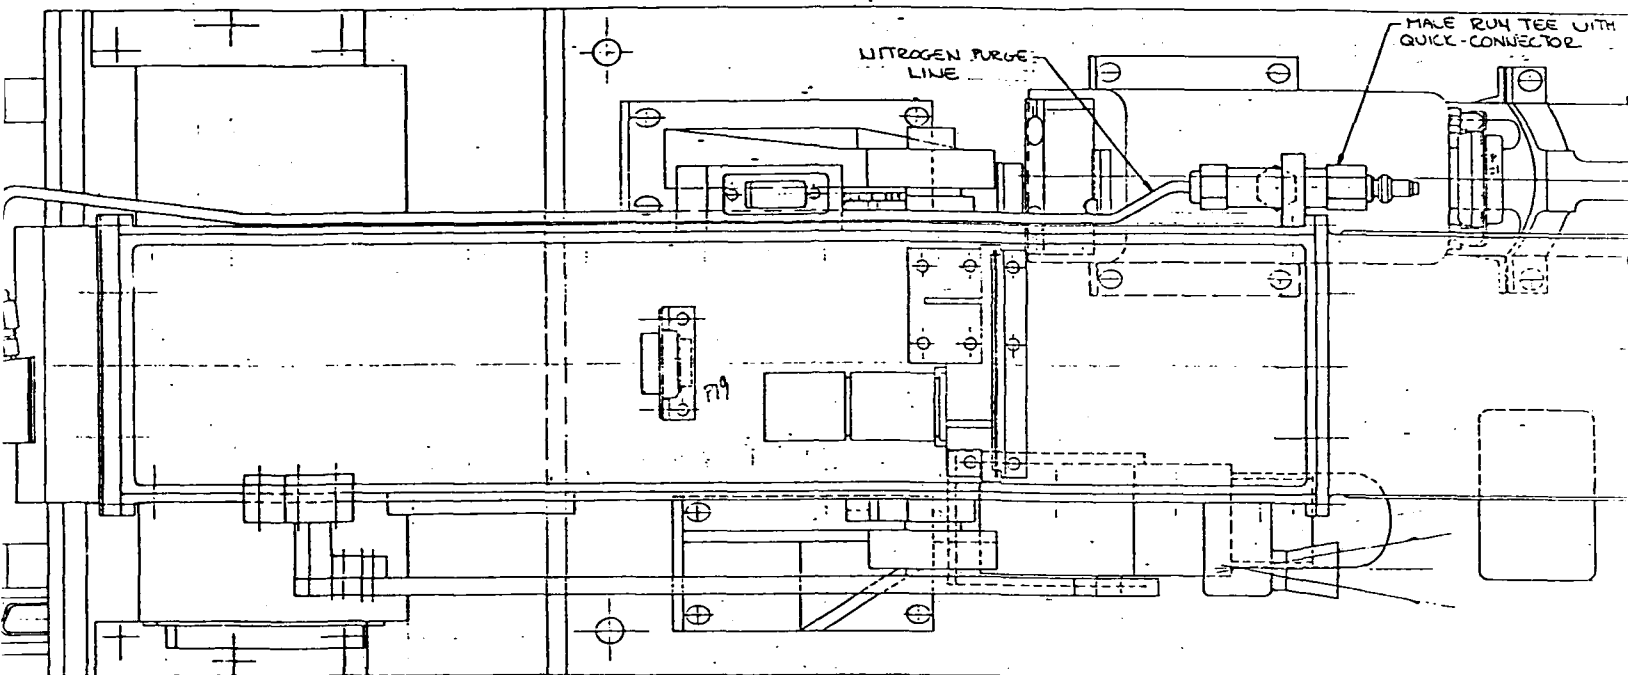 NITROGEN PURGE
LINE
MALE RUN TEE WITH
QUICK-CONNECTOR